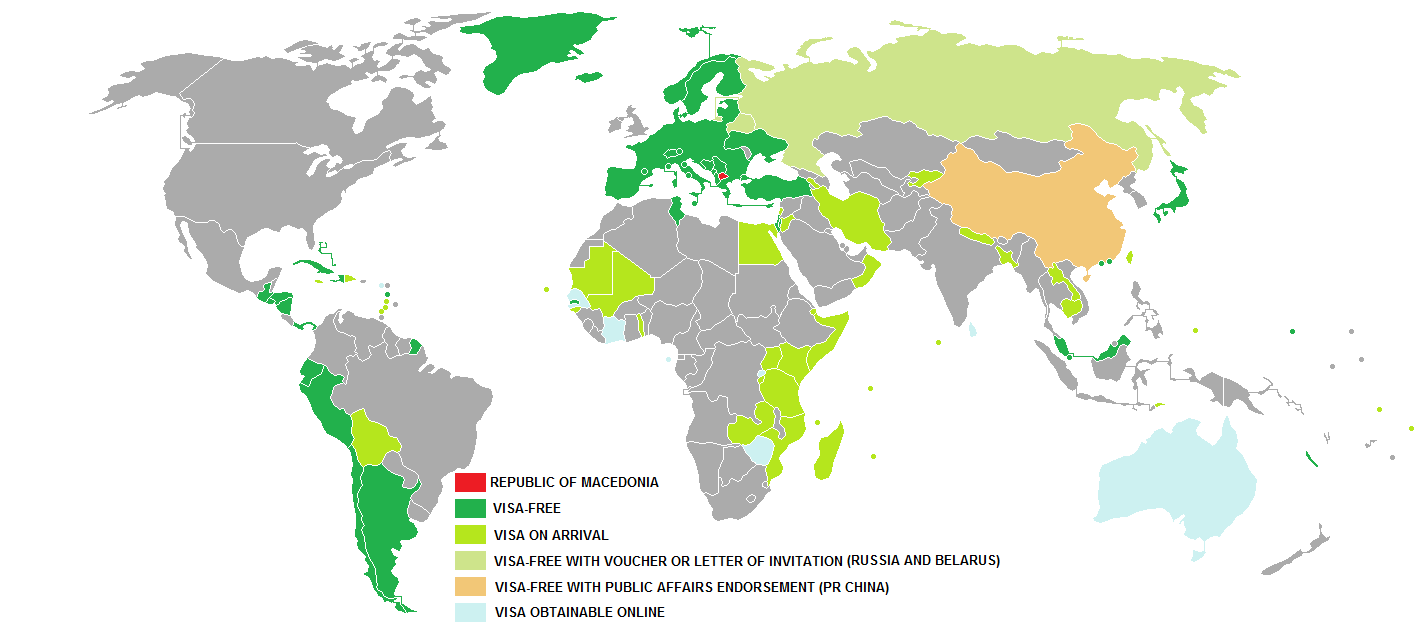 REPUBLIC OF MACEDONIA
VISA-FREE
VISA ON ARRIVAL
VISA-FREE WITH VOUCHER OR LETTER OF INVITATION (RUSSIA AND BELARUS)
VISA-FREE WITH PUBLIC AFFAIRS ENDORSEMENT (PR CHINA)
VISA OBTAINABLE ONLINE